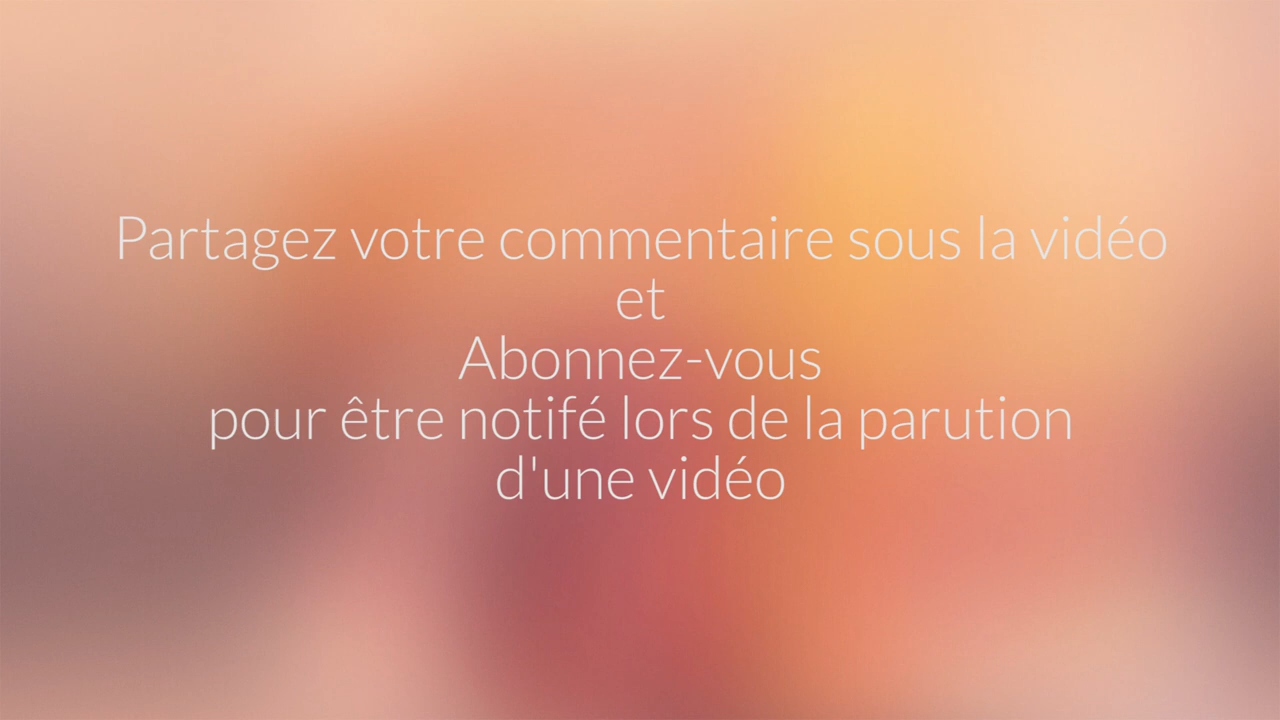 Partagez votre commentaire sous la vidéo
et
Abonnez-vous
pour être notifé lors de la parution
d'une vidéo